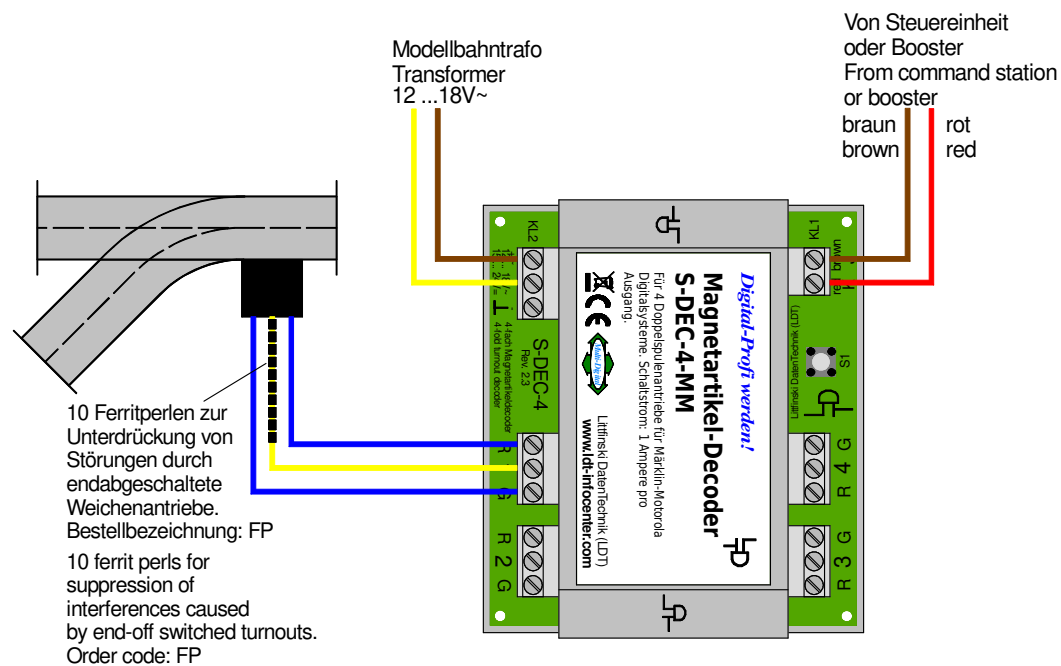 Modellbahntrafo
Transformer
12 ...18V~
Von Steuereinheit
oder Booster
From command station
or booster
braun
rot
brown
red
10 Ferritperlen zur
Unterdrückung von
Störungen durch
endabgeschaltete
Weichenantriebe.
Bestellbezeichnung: FP
10 ferrit perls for
suppression of
interferences caused
by end-off switched turnouts.
Order code: FP
KL2
S-DEC-4
Rev. 2.3
4-fach Magnetartikeldecoder
4-fold turnout decoder
R
G
R 2 G
Digital-Profi werden!
Magnetartikel-Decoder
S-DEC-4-MM
Für 4 Doppelspulenantriebe für Märklin-Motorola
Digitalsysteme. Schaltstrom: 1 Ampere pro
Ausgang.
CE
Multi-Digital
Littfinski DatenTechnik (LDT)
www.ldt-infocenter.com
KL1
red brown
S1
Littfinski DatenTechnik (LDT)
R 4 G
R 3 G